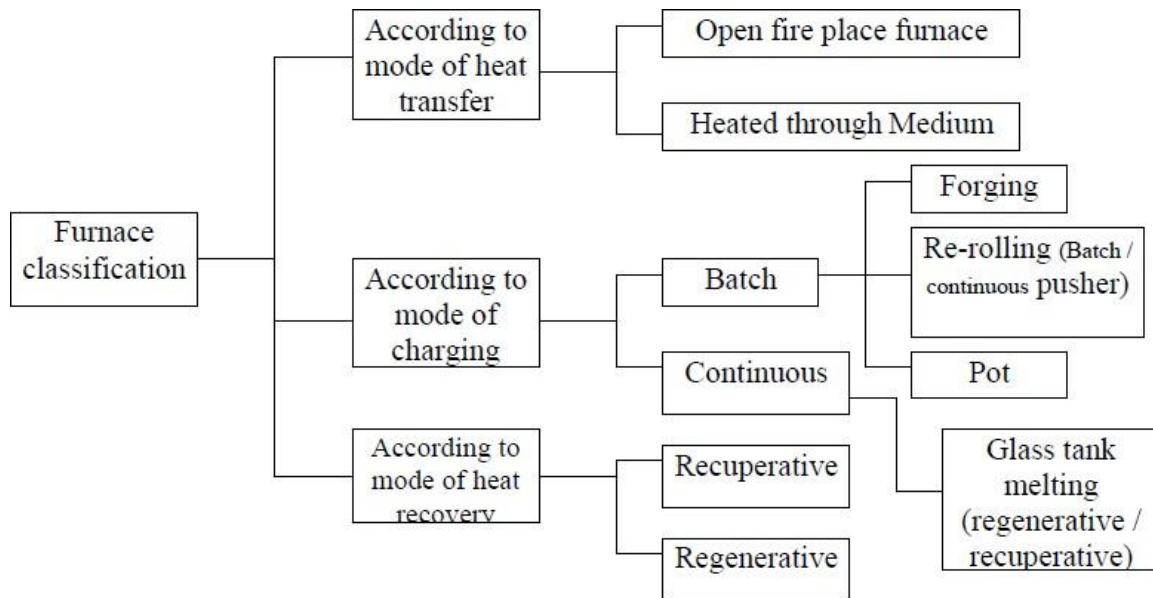 Furnace
classification
According to
mode of heat
transfer
Open fire place furnace
Heated through Medium
According to
mode of
charging
Batch
Forging
Re-rolling (Batch /
continuous pusher)
Pot
Continuous
Glass tank
melting
(regenerative /
recuperative)
According to
mode of heat
recovery
Recuperative
Regenerative